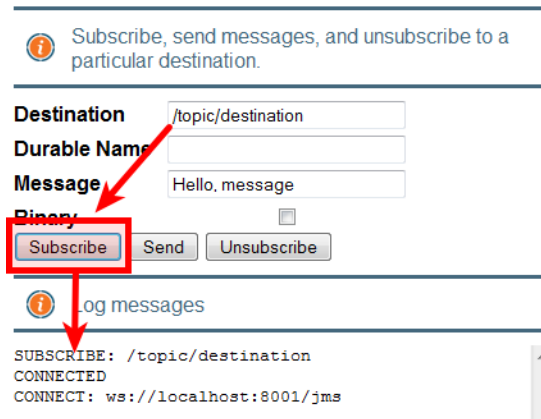 Subscribe, send messages, and unsubscribe to a
particular destination.
Destination /topic/destination
Durable Name
Message Hello, message
Binary
Subscribe Send Unsubscribe
Log messages
SUBSCRIBE: /topic/destination
CONNECTED
CONNECT: ws://localhost:8001/jms